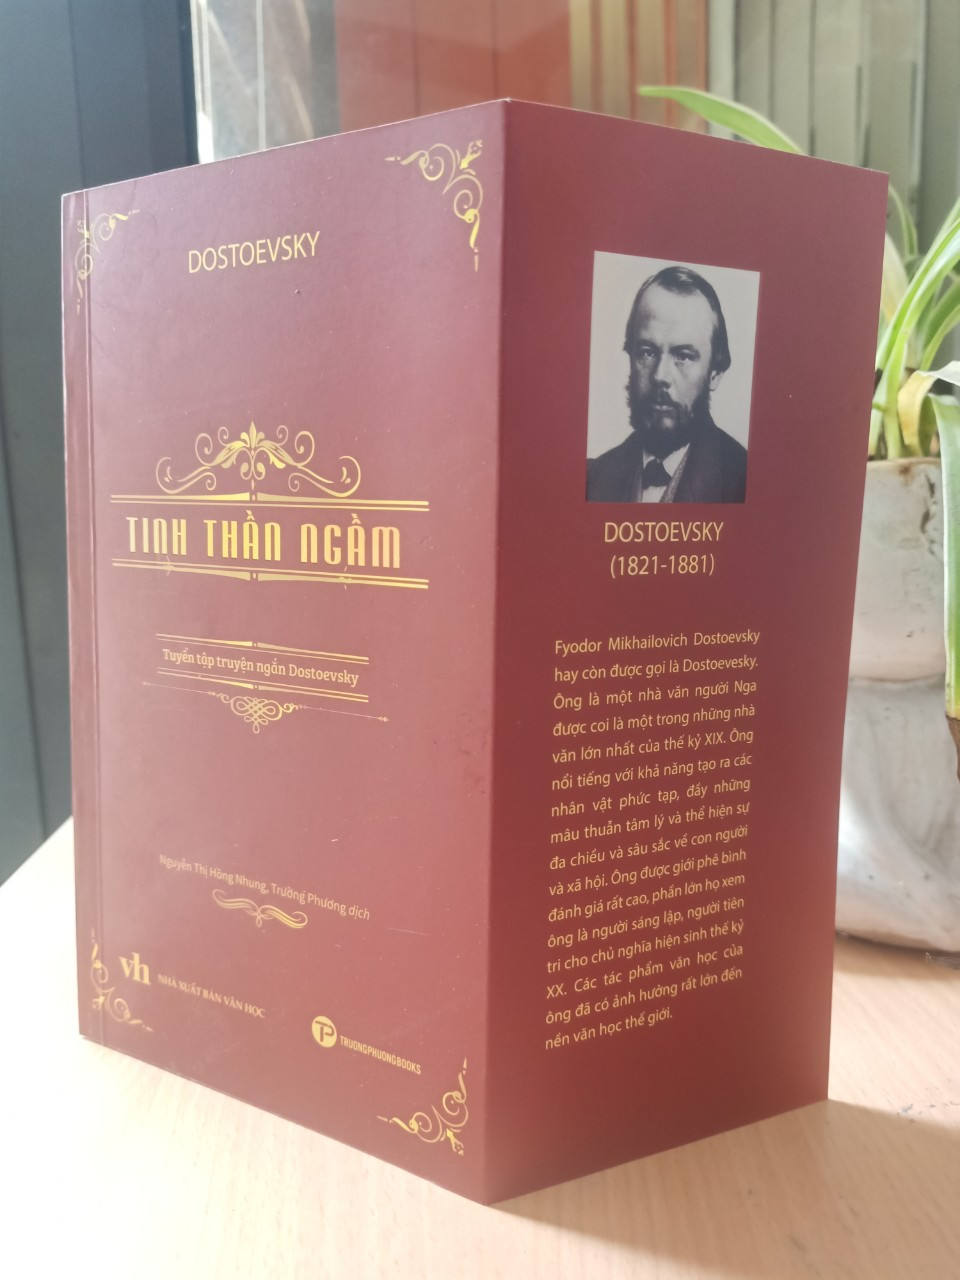 DOSTOEVSKY
TINH THẦN NGẦM
Tuyển tập truyện ngắn Dostoevsky
Nguyễn Thị Hồng Nhung, Trường Phương dịch
vh NHÀ XUẤT BẢN VĂN HỌC
TP TRUONGPHUONGBOOKS
DOSTOEVSKY
(1821-1881)
Fyodor Mikhailovich Dostoevsky
hay còn được gọi là Dostoevesky.
Ông là một nhà văn người Nga
được coi là một trong những nhà
văn lớn nhất của thế kỷ XIX. Ông
nổi tiếng với khả năng tạo ra các
nhân vật phức tạp, đầy những
mâu thuẫn tâm lý và thể hiện sự
đa chiều và sâu sắc về con người
và xã hội. Ông được giới phê bình
đánh giá rất cao, phần lớn họ xem
ông là người sáng lập, người tiên
tri cho chủ nghĩa hiện sinh thế kỷ
XX. Các tác phẩm văn học của
ông đã có ảnh hưởng rất lớn đến
nền văn học thế giới.